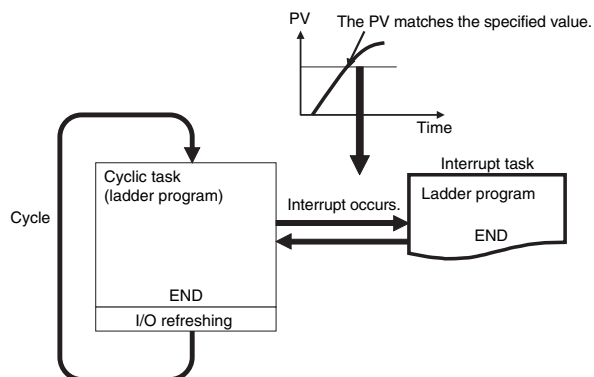 PV
The PV matches the specified value.
Time
Cyclic task
(ladder program)
Cycle
END
I/O refreshing
Interrupt occurs.
Interrupt task
Ladder program
END